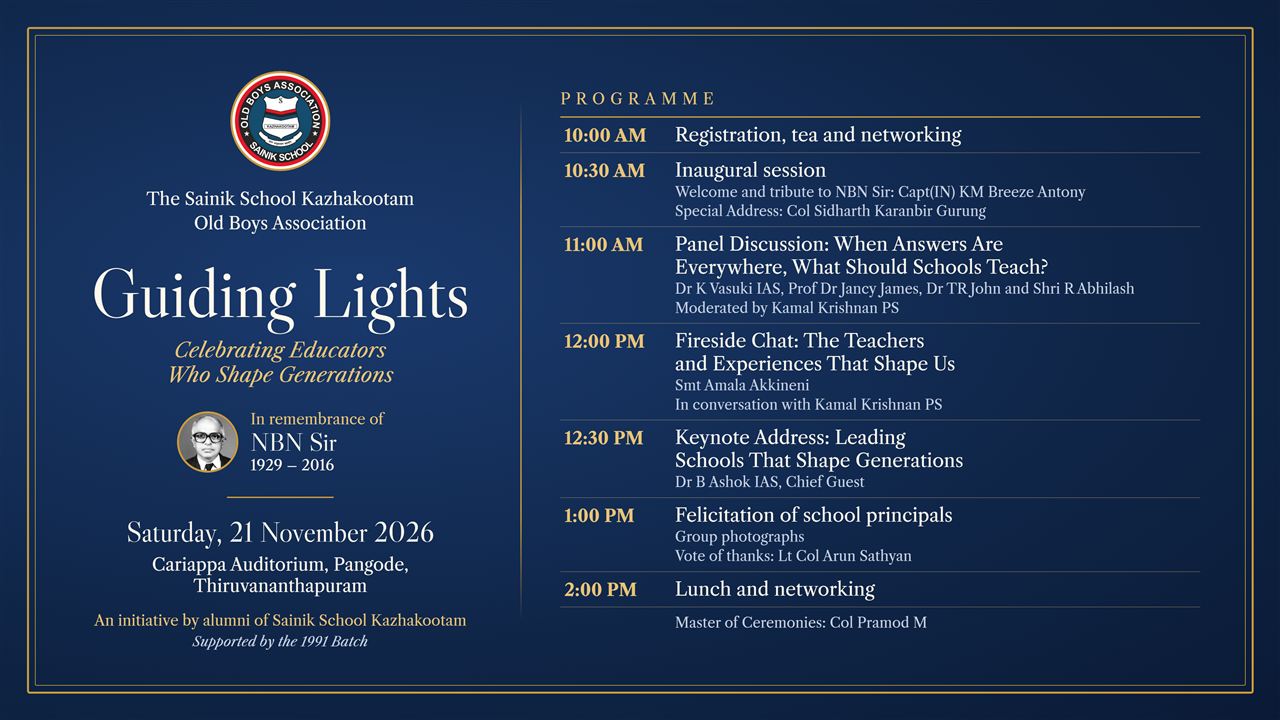 OLD BOYS ASSOCIATION
S
KAZHAKOOTAM
SAINIK SCHOOL
The Sainik School Kazhakootam
Old Boys Association
Guiding Lights
Celebrating Educators
Who Shape Generations
In remembrance of
NBN Sir
1929 – 2016
Saturday, 21 November 2026
Cariappa Auditorium, Pangode,
Thiruvananthapuram
An initiative by alumni of Sainik School Kazhakootam
Supported by the 1991 Batch
PROGRAMME
10:00 AM Registration, tea and networking
10:30 AM Inaugural session
Welcome and tribute to NBN Sir: Capt(IN) KM Breeze Antony
Special Address: Col Sidharth Karanbir Gurung
11:00 AM Panel Discussion: When Answers Are
Everywhere, What Should Schools Teach?
Dr K Vasuki IAS, Prof Dr Jancy James, Dr TR John and Shri R Abhilash
Moderated by Kamal Krishnan PS
12:00 PM Fireside Chat: The Teachers
and Experiences That Shape Us
Smt Amala Akkineni
In conversation with Kamal Krishnan PS
12:30 PM Keynote Address: Leading
Schools That Shape Generations
Dr B Ashok IAS, Chief Guest
1:00 PM Felicitation of school principals
Group photographs
Vote of thanks: Lt Col Arun Sathyan
2:00 PM Lunch and networking
Master of Ceremonies: Col Pramod M